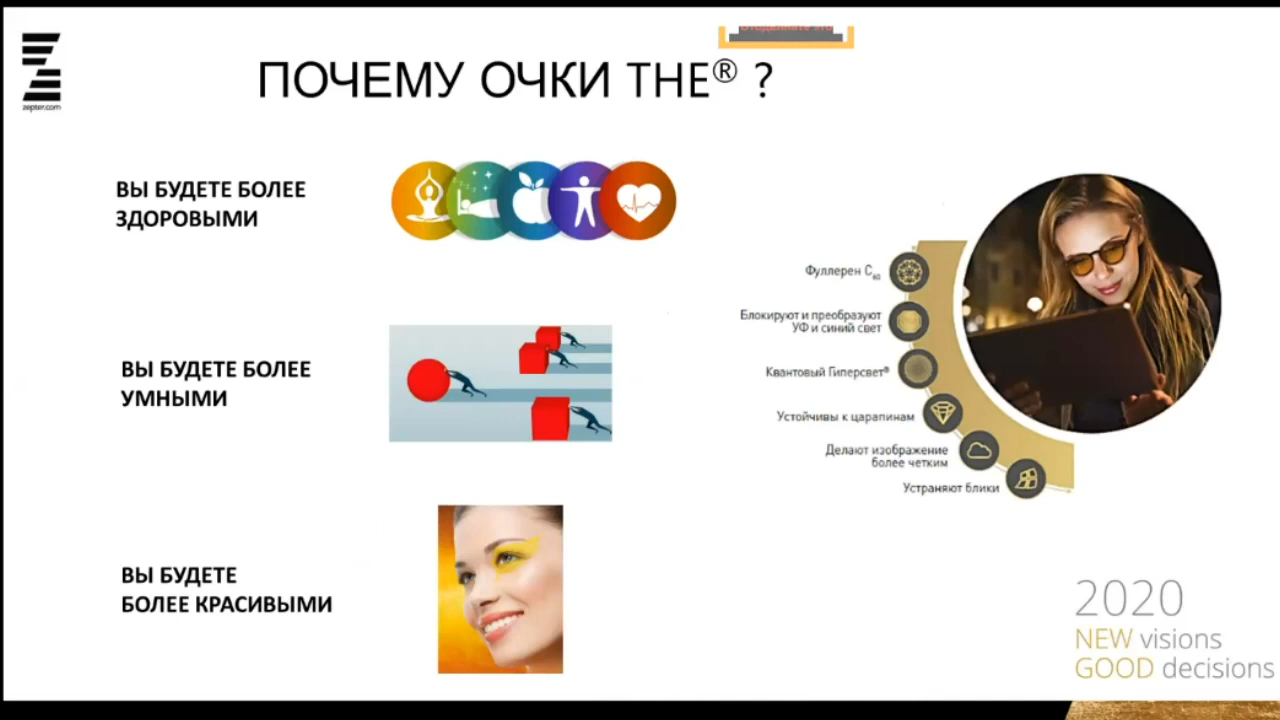 zepter.com
ПОЧЕМУ ОЧКИ THE® ?
ВЫ БУДЕТЕ БОЛЕЕ
ЗДОРОВЫМИ
ВЫ БУДЕТЕ БОЛЕЕ
УМНЫМИ
ВЫ БУДЕТЕ
БОЛЕЕ КРАСИВЫМИ
Фуллерен C60
Блокируют и преобразуют
УФ и синий свет
Квантовый Гиперсвет®
Устойчивы к царапинам
Делают изображение
более четким
Устраняют блики
2020
NEW visions
GOOD decisions